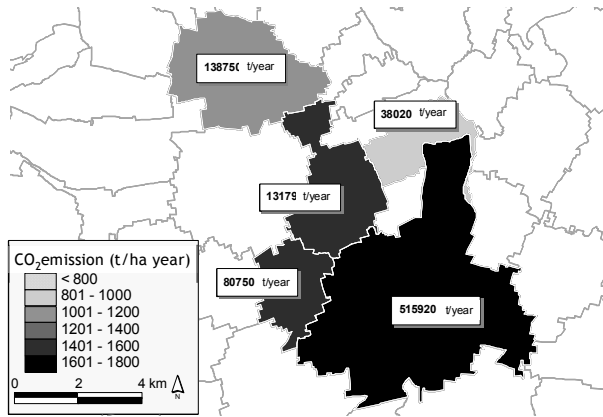 138750 t/year
38020 t/year
13179 t/year
80750 t/year
515920 t/year
CO₂emission (t/ha year)
< 800
801 - 1000
1001 - 1200
1201 - 1400
1401 - 1600
1601 - 1800
0 2 4 km
N